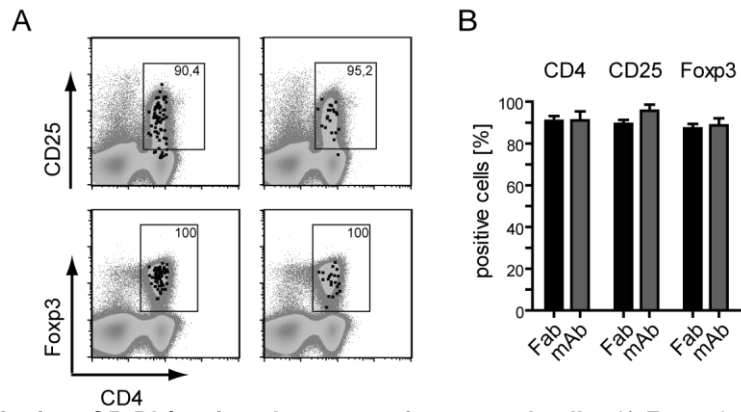 A
B
90,4
95,2
CD25
100
100
Foxp3
CD4
CD4 CD25 Foxp3
positive cells [%]
100
80
60
40
20
0
Fab mAb Fab mAb Fab mAb